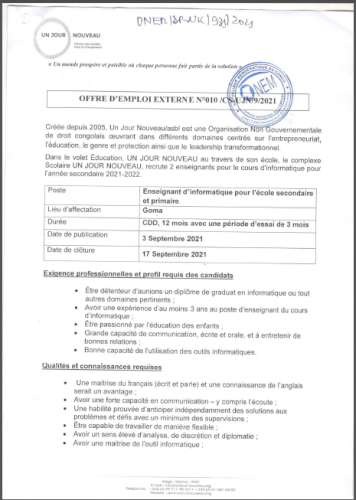 ONEM/DP-NK/931/2021
UN JOUR NOUVEAU
« Un monde prospère et paisible où chaque personne fait partie de la solution »
ONEM
OFFRE D'EMPLOI EXTERNE N°010 /CS-UJN/9/2021
Créée depuis 2005, Un Jour Nouveau/asbl est une Organisation Non Gouvernementale
de droit congolais œuvrant dans différents domaines centrés sur l'entrepreneuriat,
l'éducation, le genre et protection ainsi que le leadership transformationnel.
Dans le volet Éducation, UN JOUR NOUVEAU au travers de son école, le complexe
Scolaire UN JOUR NOUVEAU, recrute 2 enseignants pour le cours d'informatique pour
l'année secondaire 2021-2022.
Poste Enseignant d'informatique pour l'école secondaire
et primaire
Lieu d'affectation Goma
Durée CDD, 12 mois avec une période d'essai de 3 mois
Date de publication 3 Septembre 2021
Date de clôture 17 Septembre 2021
Exigence professionnelles et profil requis des candidats
• Être détenteur d'aunions un diplôme de graduat en informatique ou tout
autres domaines pertinents ;
• Avoir une expérience d'au moins 3 ans au poste d'enseignant du cours
d'informatique ;
• Être passionné par l'éducation des enfants ;
• Grande capacité de communication, écrite et orale, et à entretenir de
bonnes relations ;
• Bonne capacité de l'utilisation des outils informatiques.
Qualités et connaissances requises
• Une maitrise du français (écrit et parlé) et une connaissance de l'anglais
serait un avantage ;
• Avoir une forte capacité en communication – y compris l'écoute ;
• Une habilité prouvée d'anticiper indépendamment des solutions aux
problèmes et défis avec un minimum des supervisions ;
• Être capable de travailler de manière flexible ;
• Avoir un sens élevé d'analyse, de discrétion et diplomatie ;
• Avoir une maitrise de l'outil informatique ;